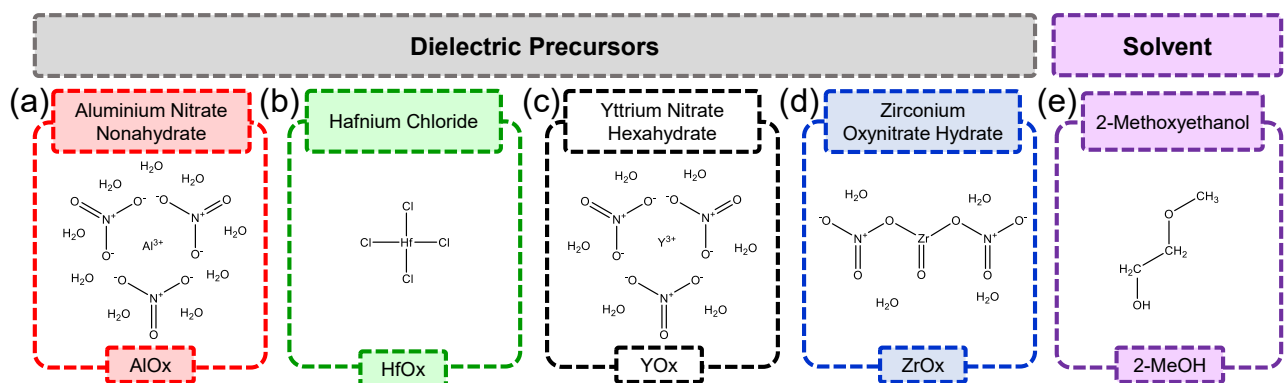 Dielectric Precursors
Solvent
(a)
Aluminium Nitrate
Nonahydrate
H₂O
H₂O
H₂O
O
O⁻
⁻O
O
N⁺
N⁺
H₂O
H₂O
Al³⁺
O⁻
O⁻
H₂O
H₂O
⁻O
O⁻
N⁺
H₂O
H₂O
O
AlOx
(b)
Hafnium Chloride
Cl
Cl
Hf
Cl
Cl
HfOx
(c)
Yttrium Nitrate
Hexahydrate
H₂O
H₂O
O
O⁻
⁻O
O
N⁺
N⁺
H₂O
Y³⁺
H₂O
O⁻
O⁻
⁻O
O⁻
N⁺
H₂O
H₂O
O
YOx
(d)
Zirconium
Oxynitrate Hydrate
H₂O
H₂O
⁻O
O
O
O⁻
N⁺
Zr
N⁺
O
O
O
H₂O
H₂O
ZrOx
(e)
2-Methoxyethanol
CH₃
O
CH₂
H₂C
OH
2-MeOH